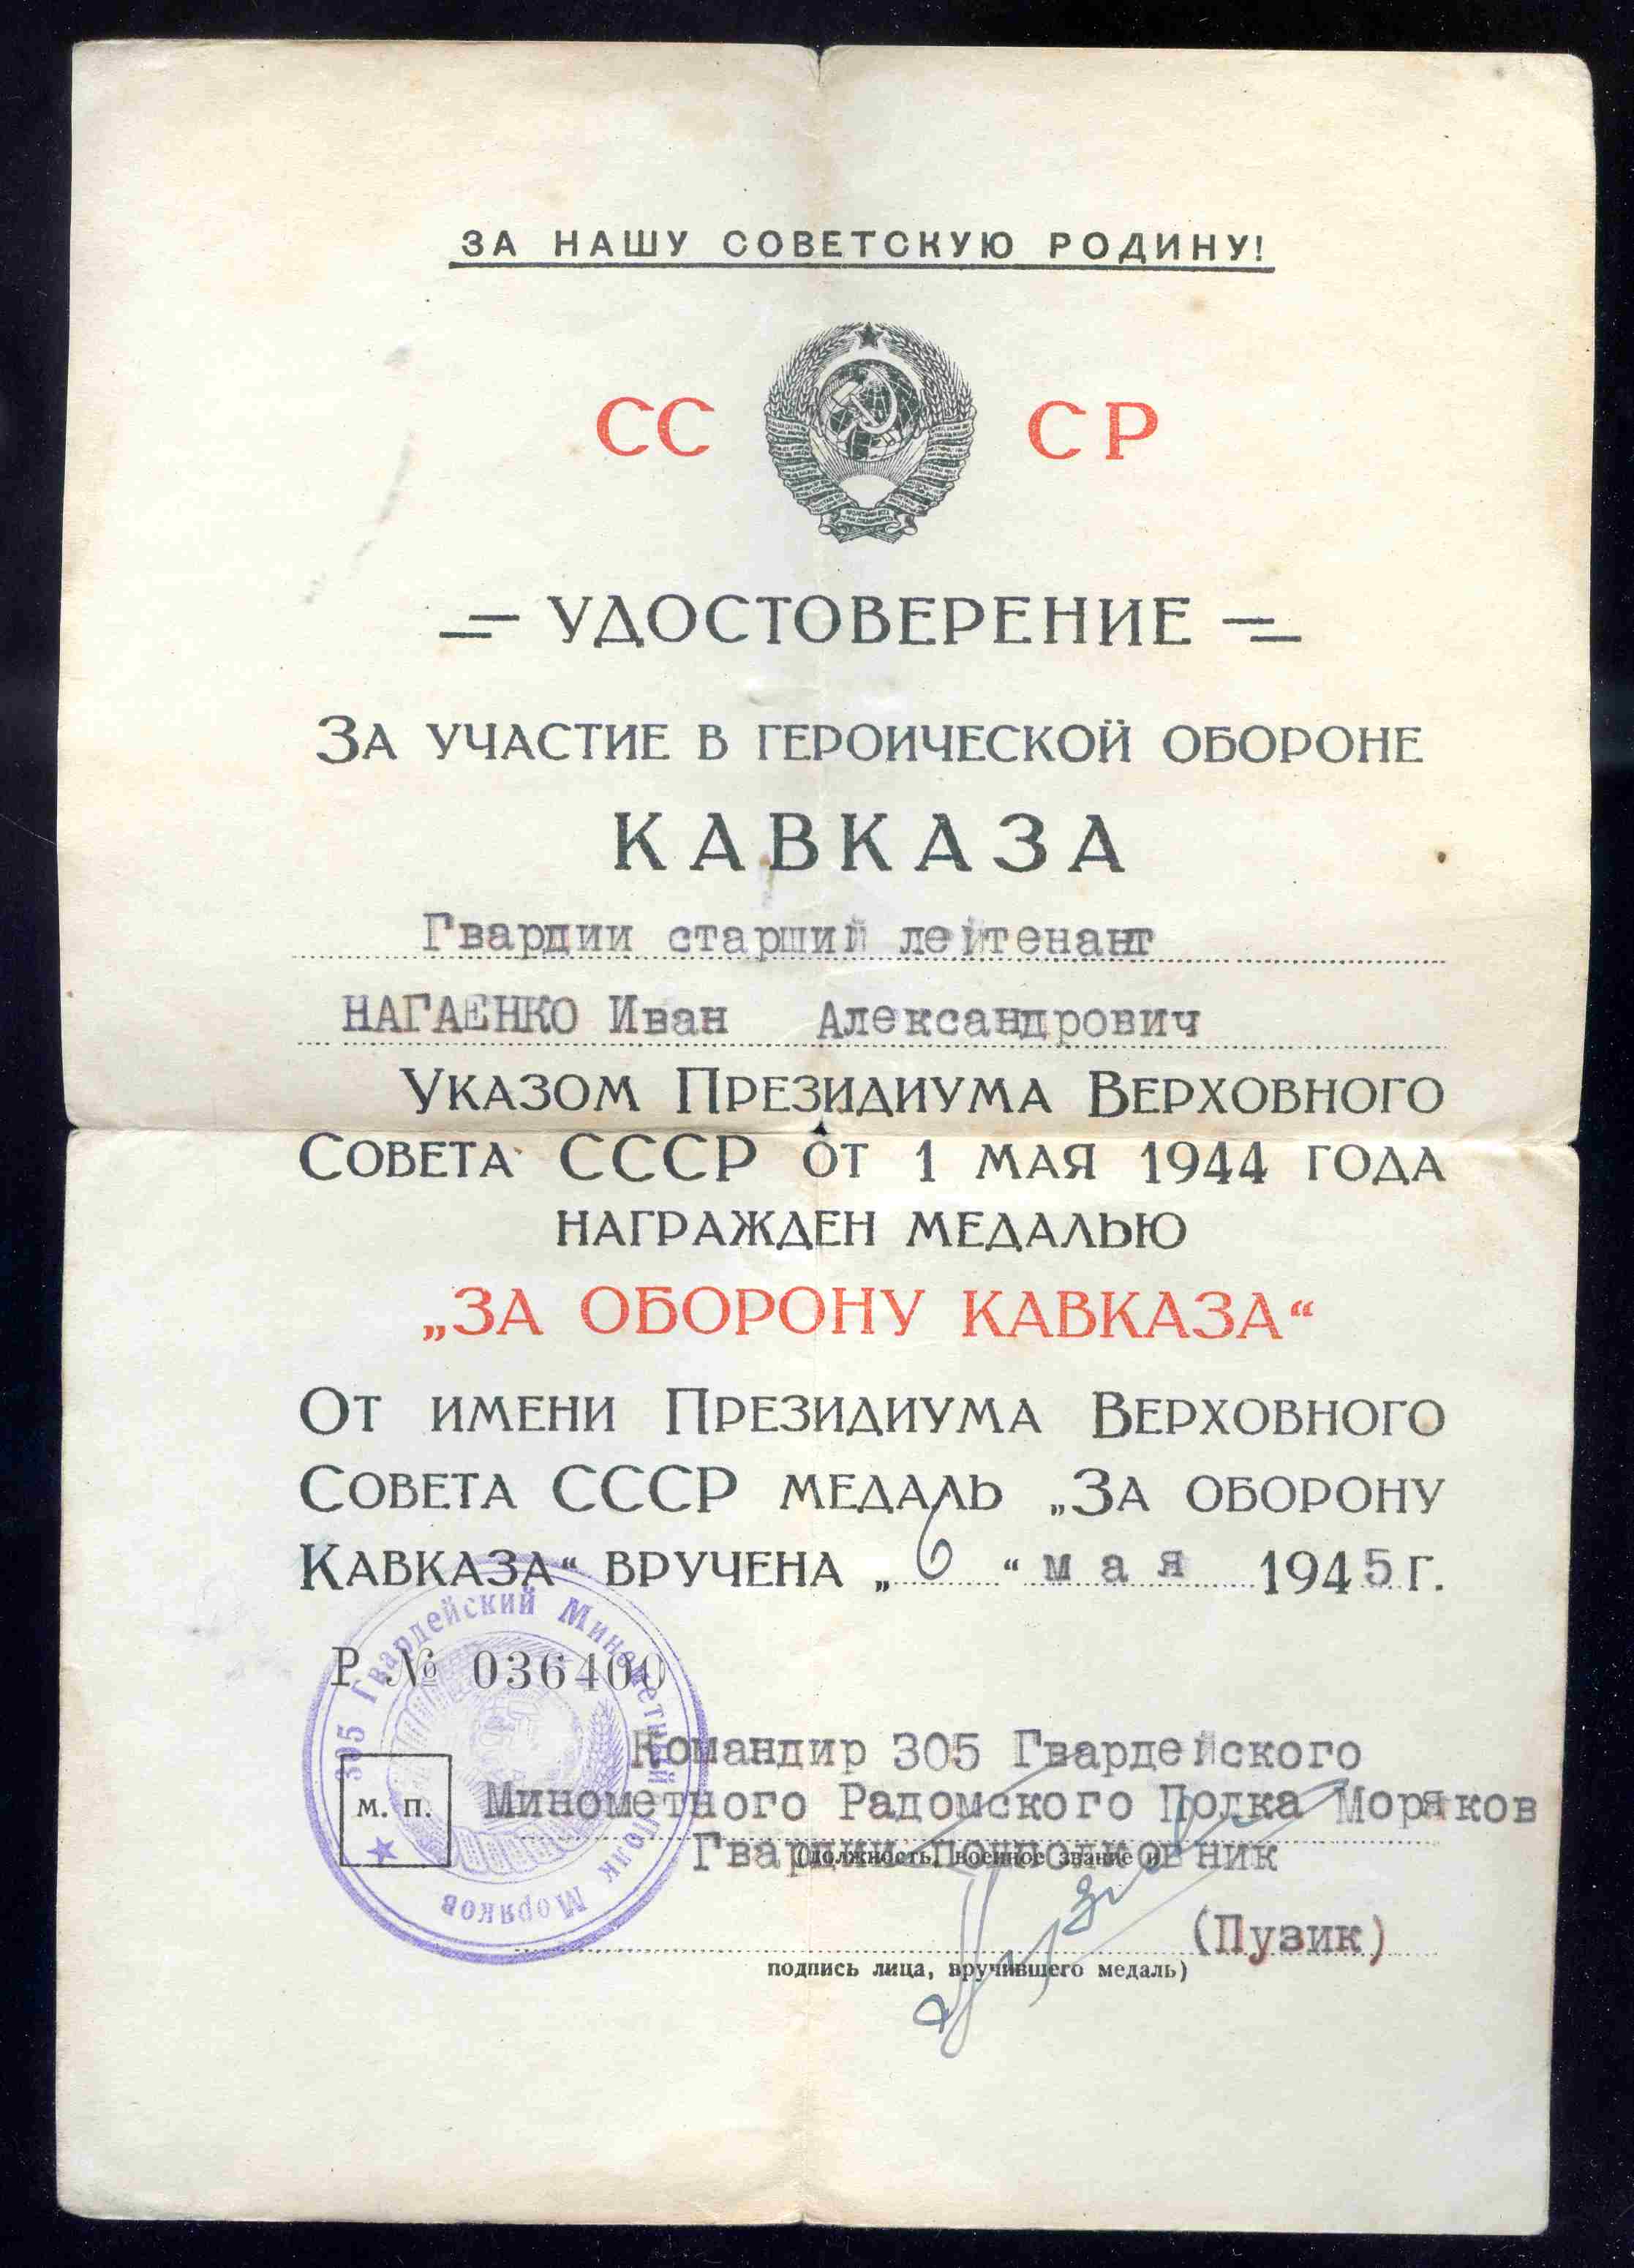 ЗА НАШУ СОВЕТСКУЮ РОДИНУ!
СС СР
УДОСТОВЕРЕНИЕ
ЗА УЧАСТИЕ В ГЕРОИЧЕСКОЙ ОБОРОНЕ
КАВКАЗА
Гвардии старший лейтенант
НАГАЕНКО Иван Александрович
УКАЗОМ ПРЕЗИДИУМА ВЕРХОВНОГО
СОВЕТА СССР ОТ 1 МАЯ 1944 ГОДА
НАГРАЖДЕН МЕДАЛЬЮ
„ЗА ОБОРОНУ КАВКАЗА“
ОТ ИМЕНИ ПРЕЗИДИУМА ВЕРХОВНОГО
СОВЕТА СССР МЕДАЛЬ „ЗА ОБОРОНУ
КАВКАЗА“ ВРУЧЕНА „6“ мая 1945 г.
Р № 036400
305 Гвардейский Минометный Полк Моряков
Командир 305 Гвардейского
М. П. Минометного Радомского Полка Моряков
Гвардии подполковник
(должность, военное звание и
(Пузик)
подпись лица, вручившего медаль)